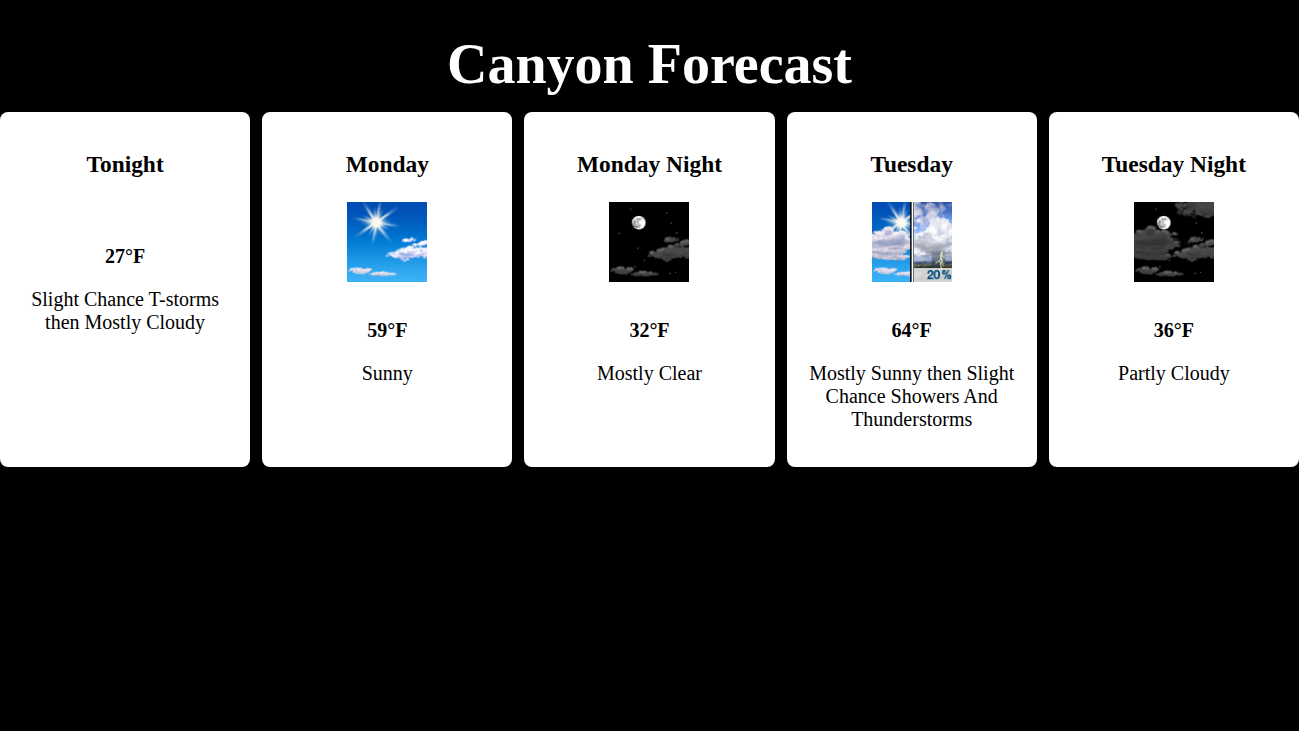 Canyon Forecast
Tonight
27°F
Slight Chance T-storms
then Mostly Cloudy
Monday
59°F
Sunny
Monday Night
32°F
Mostly Clear
Tuesday
20%
64°F
Mostly Sunny then Slight
Chance Showers And
Thunderstorms
Tuesday Night
36°F
Partly Cloudy